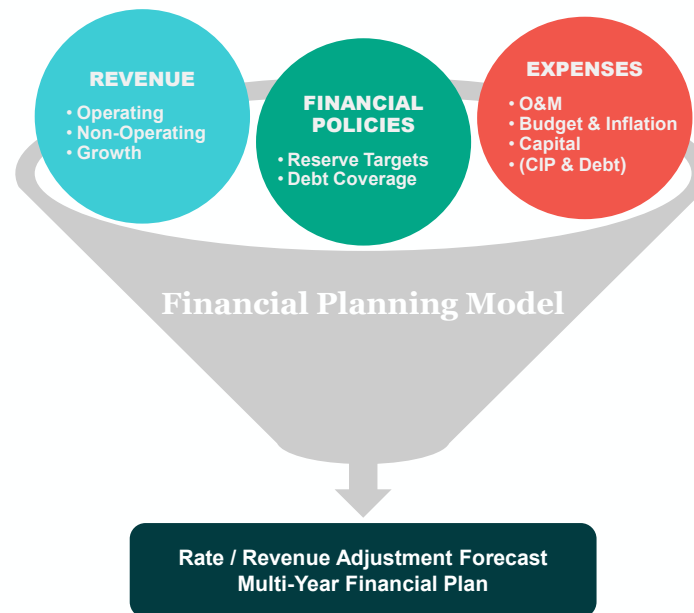 REVENUE
• Operating
• Non-Operating
• Growth
FINANCIAL
POLICIES
• Reserve Targets
• Debt Coverage
EXPENSES
• O&M
• Budget & Inflation
• Capital
• (CIP & Debt)
Financial Planning Model
Rate / Revenue Adjustment Forecast
Multi-Year Financial Plan